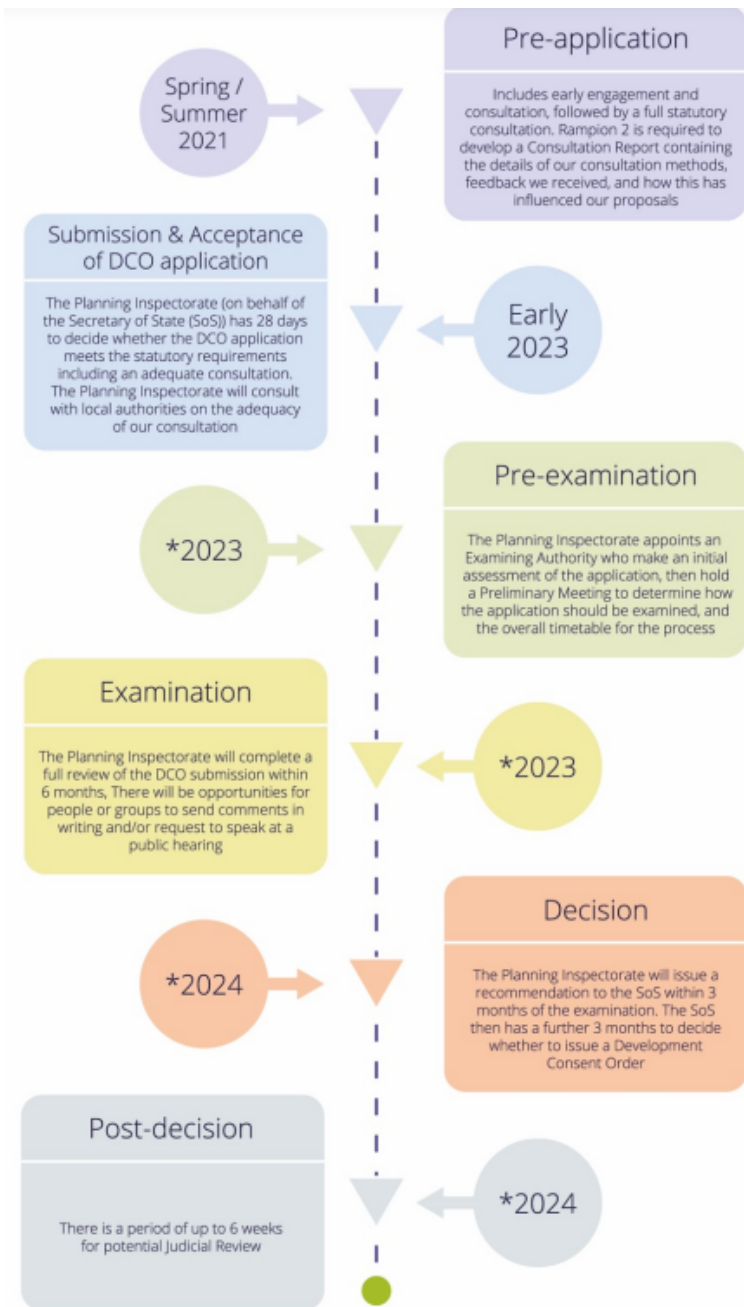 Pre-application
Spring /
Summer
2021
Includes early engagement and
consultation, followed by a full statutory
consultation. Rampion 2 is required to
develop a Consultation Report containing
the details of our consultation methods,
feedback we received, and how this has
influenced our proposals
Submission & Acceptance
of DCO application
The Planning Inspectorate (on behalf of
the Secretary of State (SoS)) has 28 days
to decide whether the DCO application
meets the statutory requirements
including an adequate consultation.
The Planning Inspectorate will consult
with local authorities on the adequacy
of our consultation
Early
2023
Pre-examination
*2023
The Planning Inspectorate appoints an
Examining Authority who make an initial
assessment of the application, then hold
a Preliminary Meeting to determine how
the application should be examined, and
the overall timetable for the process
Examination
The Planning Inspectorate will complete a
full review of the DCO submission within
6 months, There will be opportunities for
people or groups to send comments in
writing and/or request to speak at a
public hearing
*2023
Decision
*2024
The Planning Inspectorate will issue a
recommendation to the SoS within 3
months of the examination. The SoS
then has a further 3 months to decide
whether to issue a Development
Consent Order
Post-decision
There is a period of up to 6 weeks
for potential Judicial Review
*2024